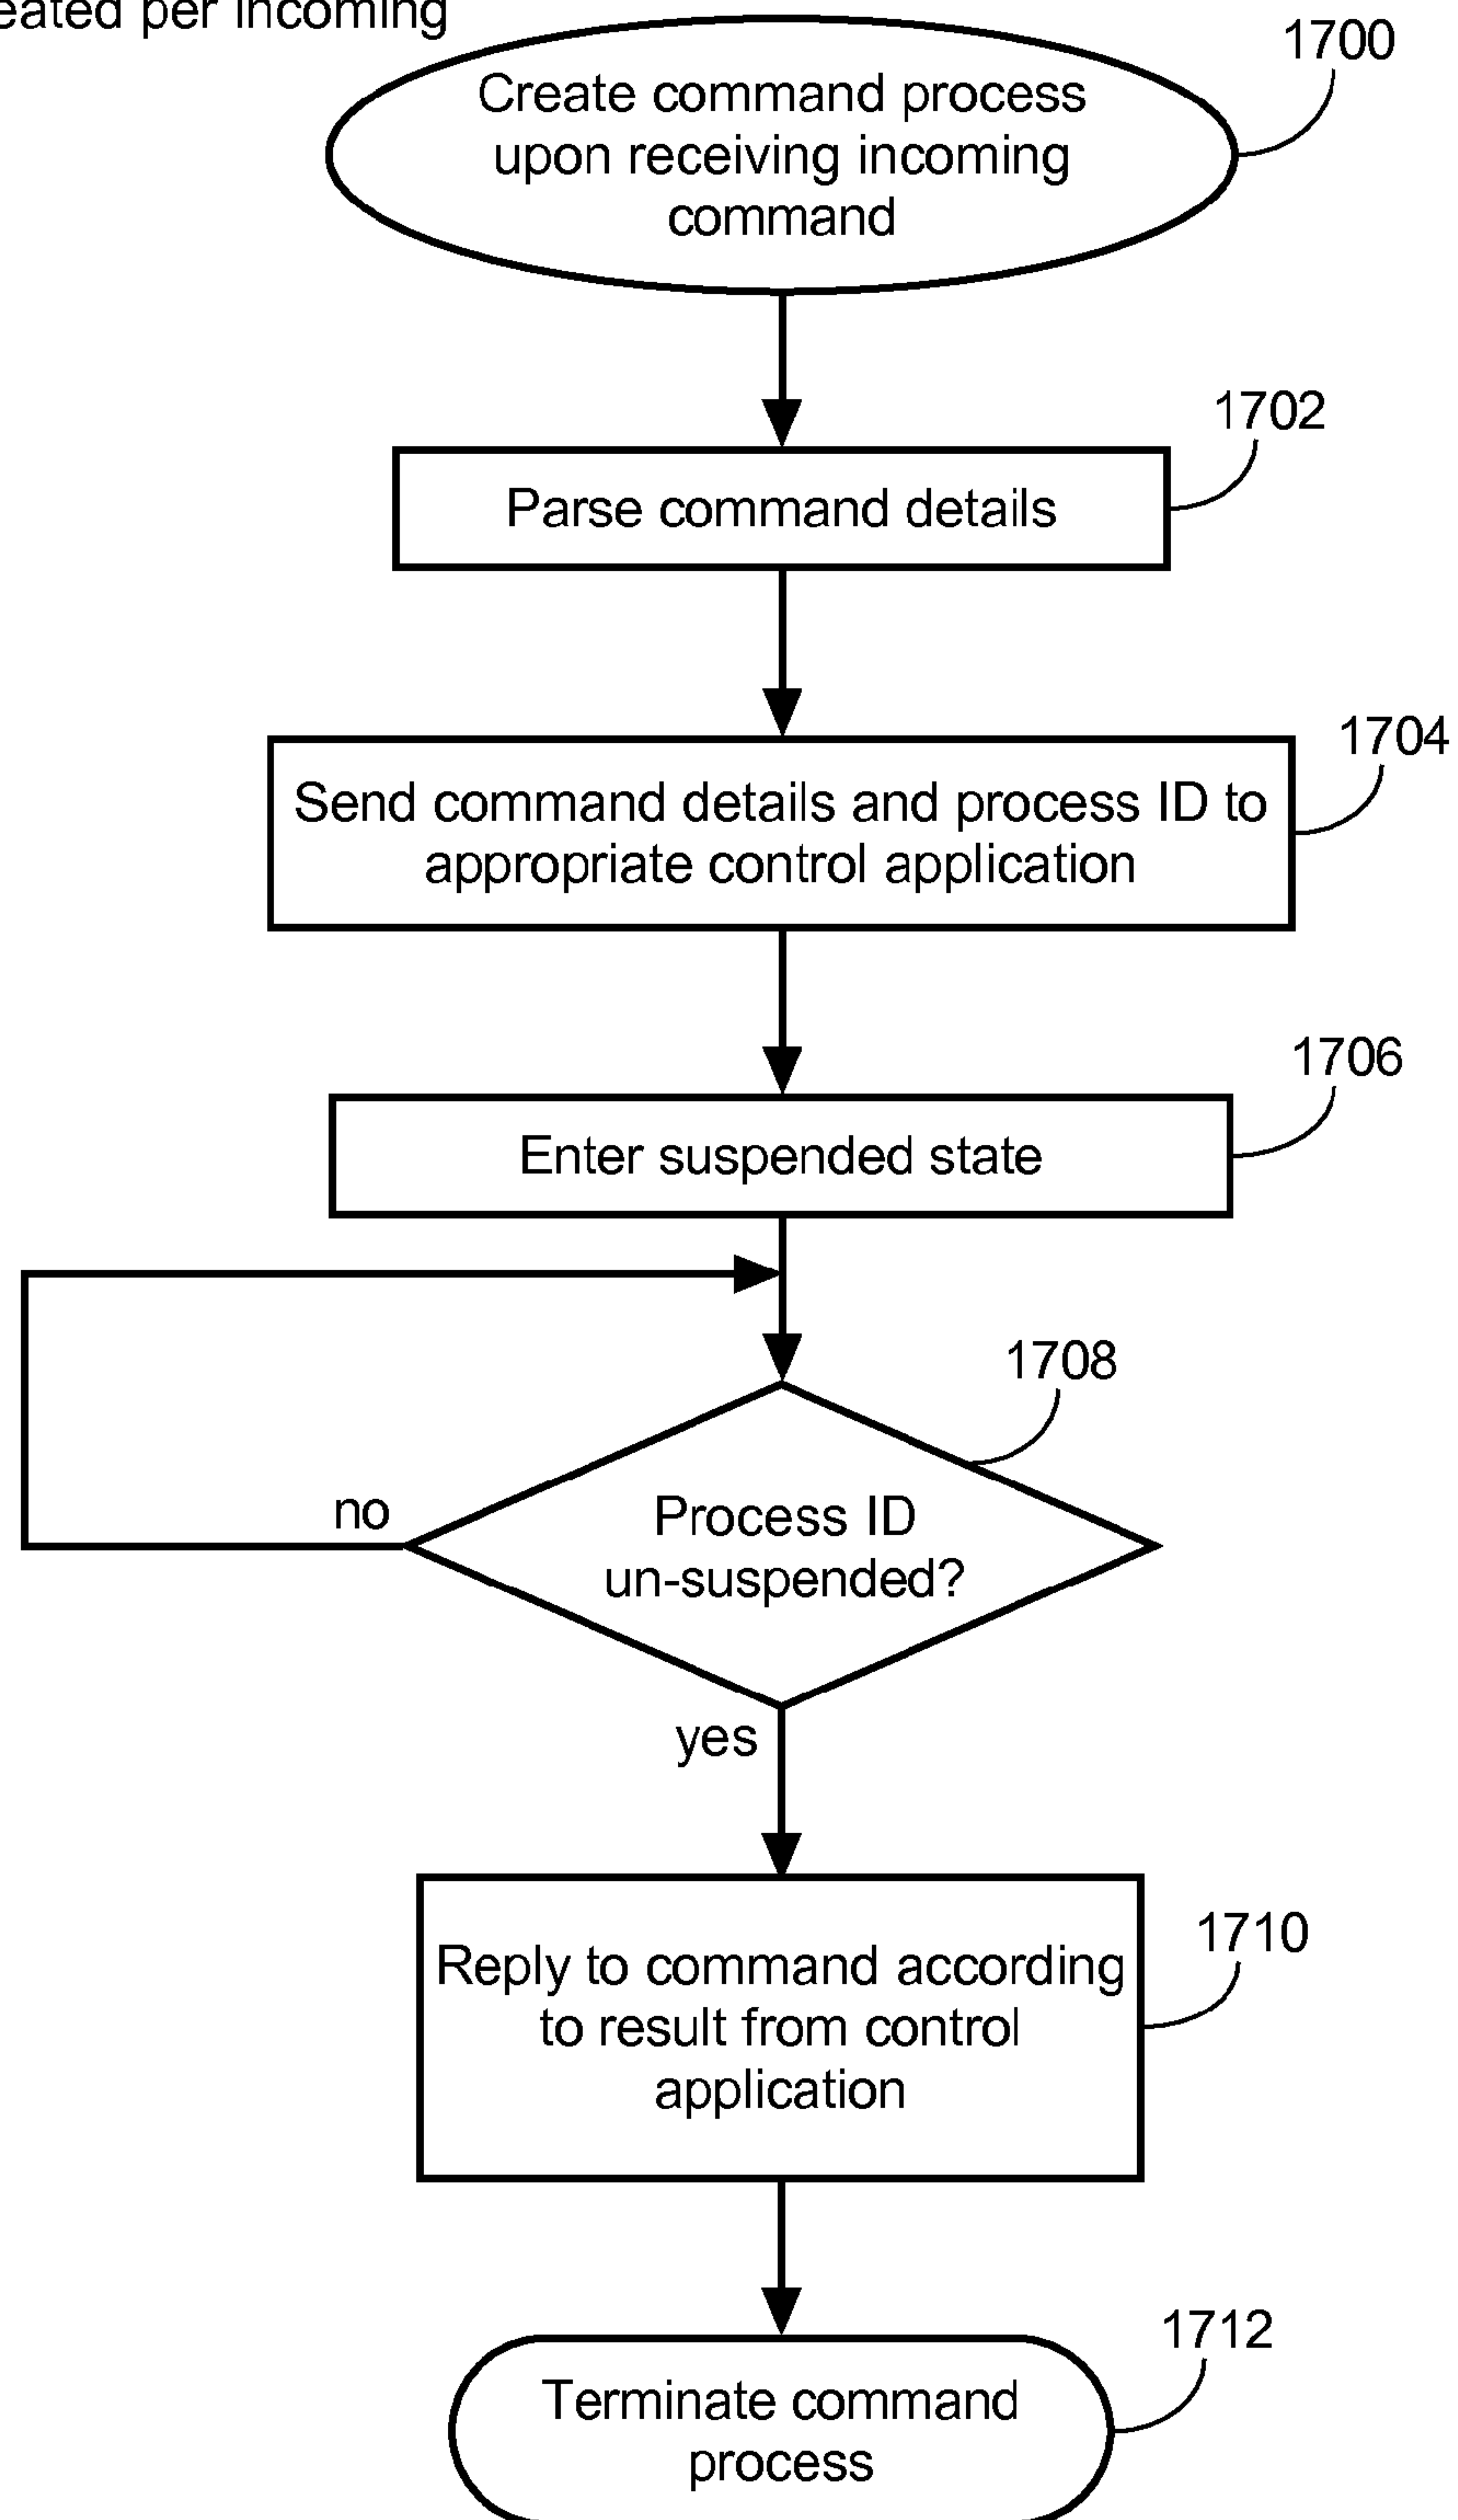 per incoming
1700
Create command process
upon receiving incoming
command
1702
Parse command details
1704
Send command details and process ID to
appropriate control application
1706
Enter suspended state
1708
no
Process ID
un-suspended?
yes
1710
Reply to command according
to result from control
application
1712
Terminate command
process